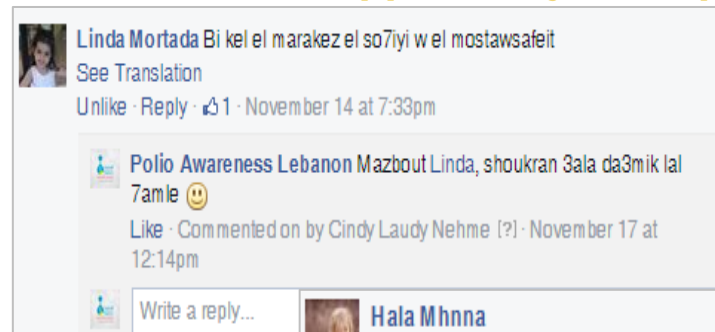 Linda Mortada Bi kel el marakez el so7iyi w el mostawsafeit
See Translation
Unlike · Reply · 1 · November 14 at 7:33pm
Polio Awareness Lebanon Mazbout Linda, shoukran 3ala da3mik lal
7amle
Like · Commented on by Cindy Laudy Nehme [?] · November 17 at
12:14pm
Write a reply...
Hala Mhnna